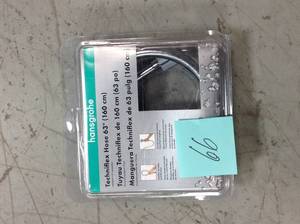 hansgrohe
Techniflex Hose 63" (160 cm)
Tuyau Techniflex de 160 cm (63 po)
Manguera Techniflex de 63 pulg (160 cm)
66